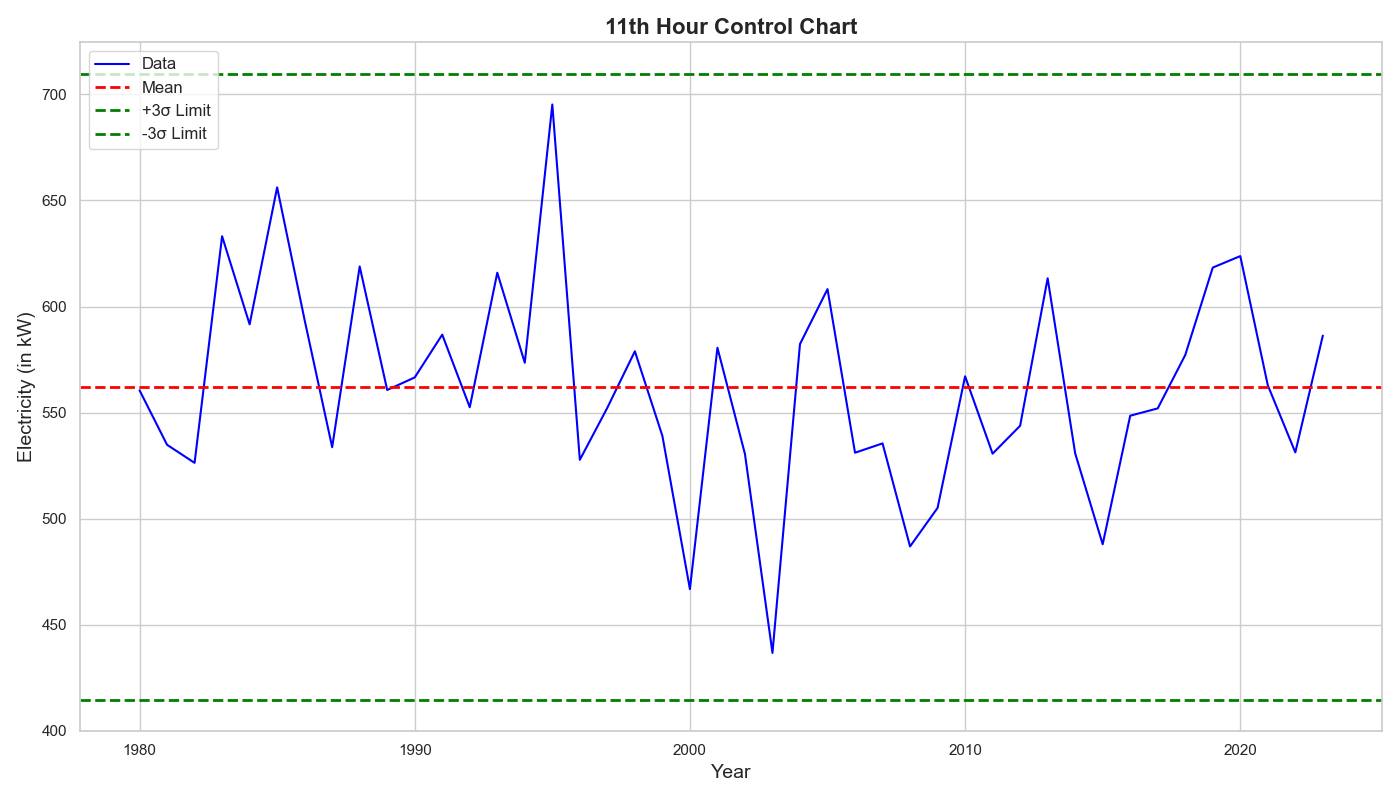 11th Hour Control Chart
Data
Mean
+3σ Limit
-3σ Limit
Electricity (in kW)
700
650
600
550
500
450
400
1980
1990
2000
2010
2020
Year